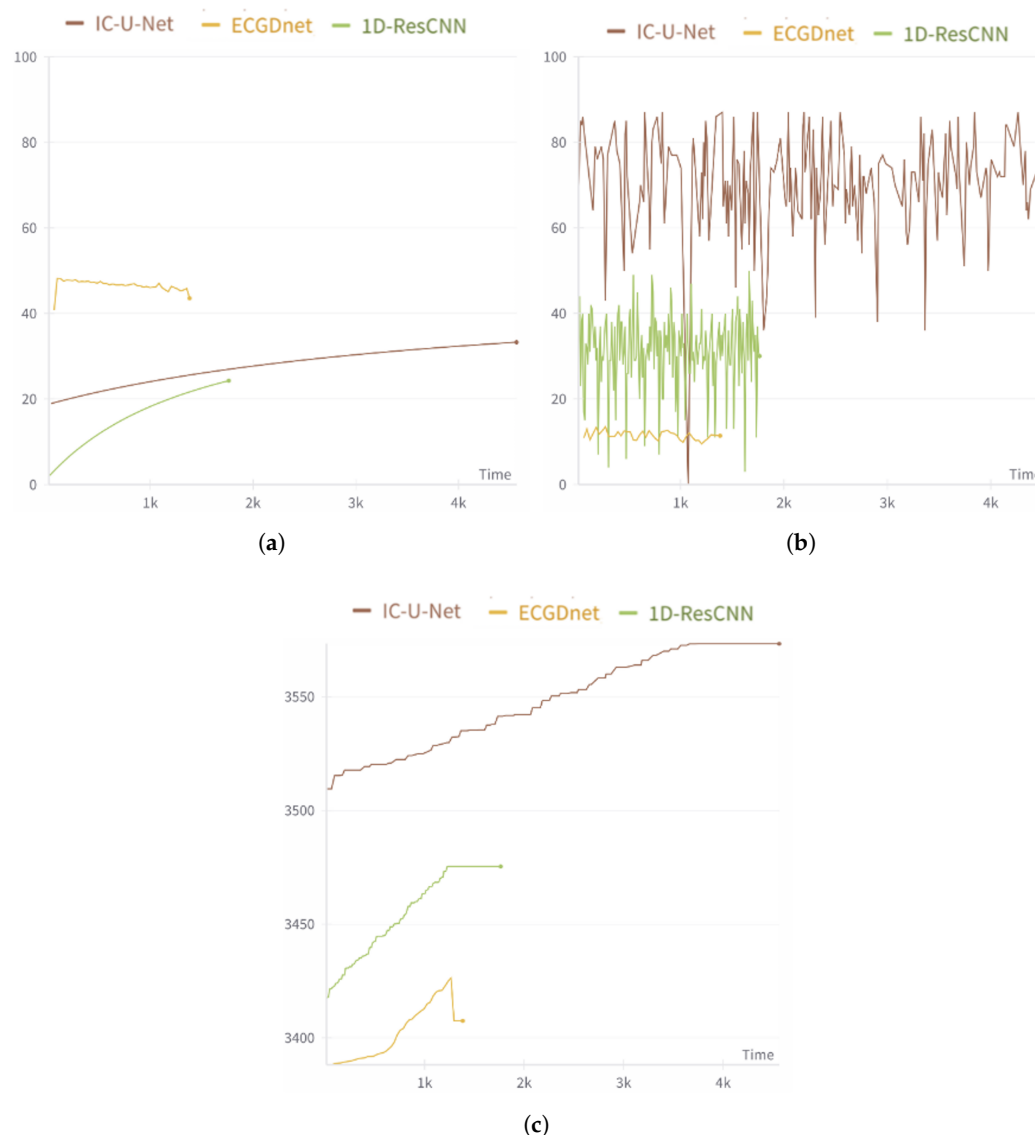 IC-U-Net ECGDnet 1D-ResCNN
100
80
60
40
20
0
Time
1k 2k 3k 4k
(a)
IC-U-Net ECGDnet 1D-ResCNN
100
80
60
40
20
0
Time
1k 2k 3k 4k
(b)
IC-U-Net ECGDnet 1D-ResCNN
3550
3500
3450
3400
Time
1k 2k 3k 4k
(c)